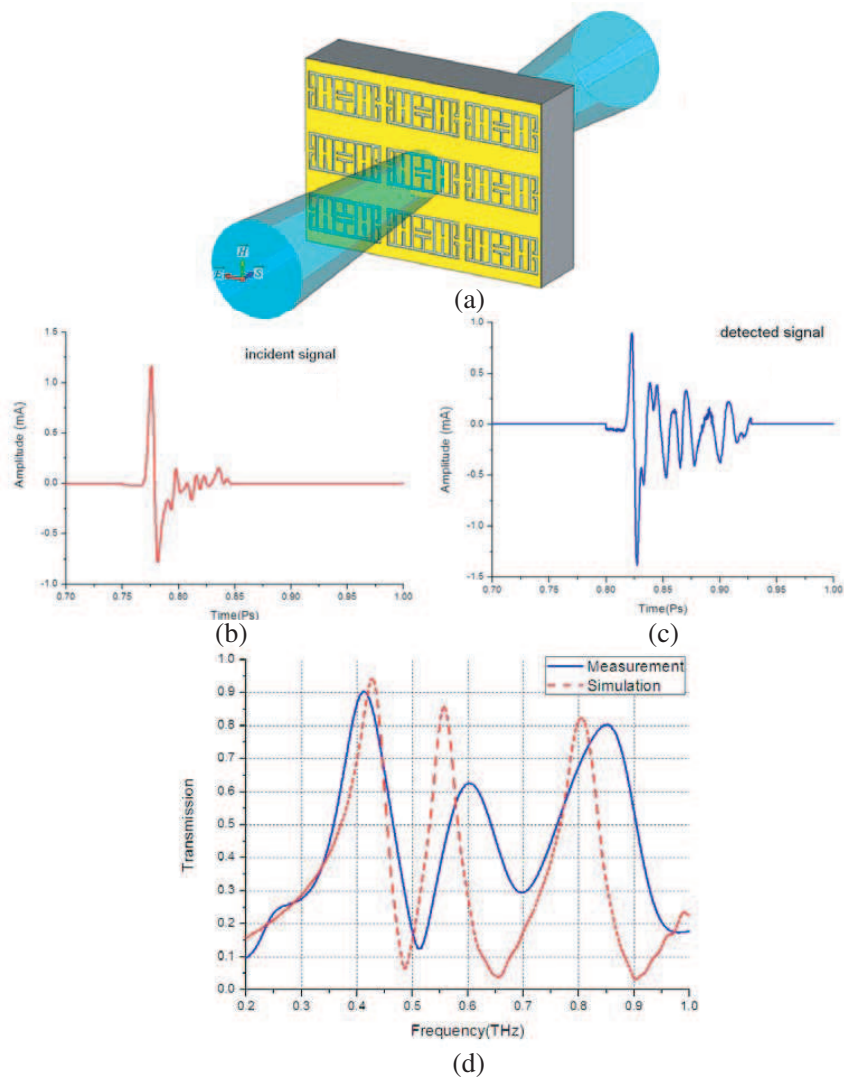 H
E
S
(a)
incident signal
1.5
1.0
0.5
0.0
-0.5
-1.0
Amplitude (mA)
0.70 0.75 0.80 0.85 0.90 0.95 1.00
Time(Ps)
(b)
detected signal
1.0
0.5
0.0
-0.5
-1.0
-1.5
Amplitude (mA)
0.70 0.75 0.80 0.85 0.90 0.95 1.00
Time(Ps)
(c)
Measurement
Simulation
1.0
0.9
0.8
0.7
0.6
0.5
0.4
0.3
0.2
0.1
0.0
Transmission
0.2 0.3 0.4 0.5 0.6 0.7 0.8 0.9 1.0
Frequency(THz)
(d)